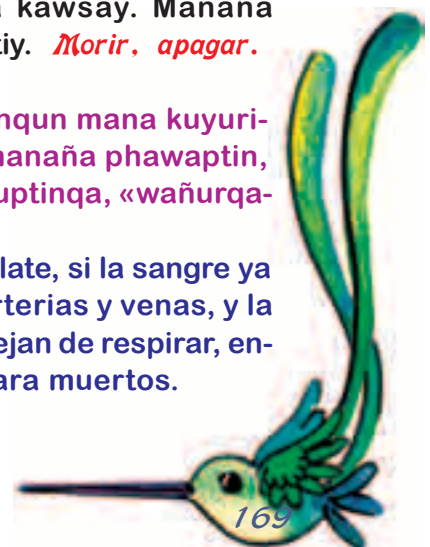 kawsay. Manaña
tiy. Morir, apagar.
nqun mana kuyuri-
manaña phawaptin,
uptinqa, «wañurqa-
late, si la sangre ya
rterias y venas, y la
ejan de respirar, en-
ara muertos.
169